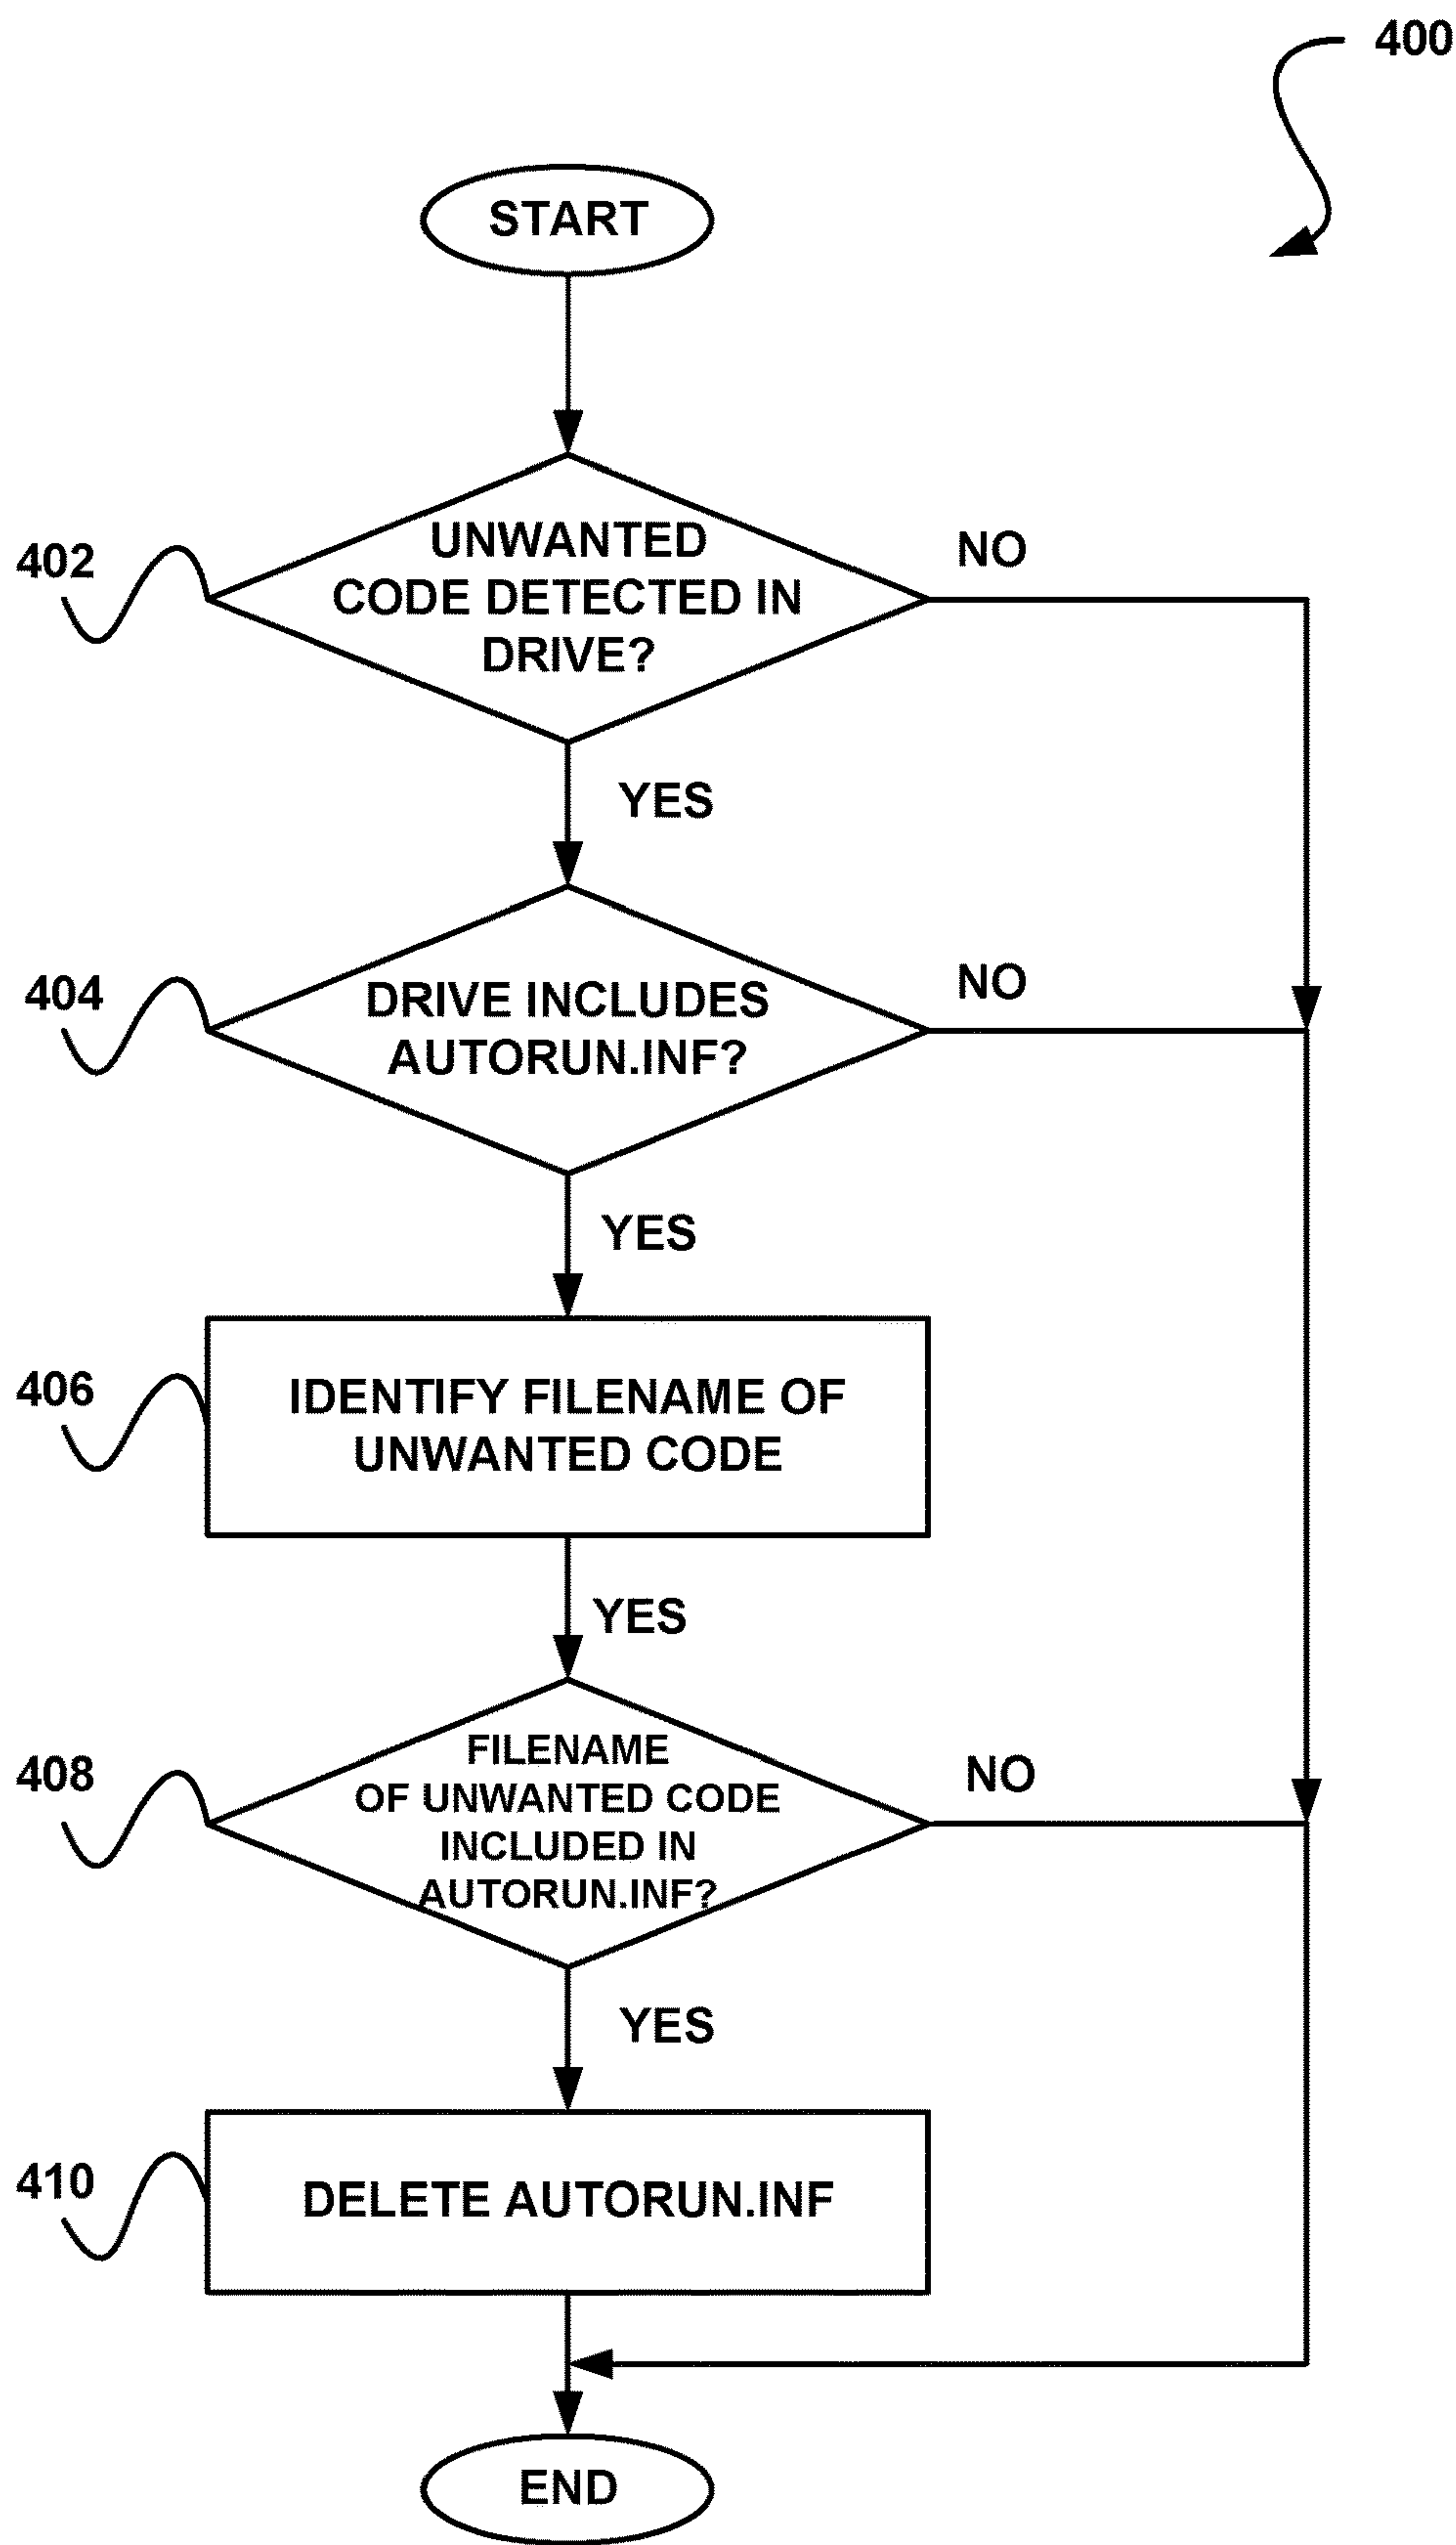 400
START
402
UNWANTED
CODE DETECTED IN
DRIVE?
NO
YES
404
DRIVE INCLUDES
AUTORUN.INF?
NO
YES
406
IDENTIFY FILENAME OF
UNWANTED CODE
YES
408
FILENAME
OF UNWANTED CODE
INCLUDED IN
AUTORUN.INF?
NO
YES
410
DELETE AUTORUN.INF
END